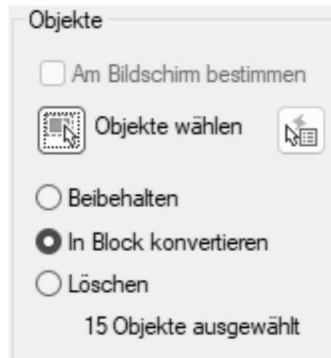 Objekte
Am Bildschirm bestimmen
Objekte wählen
Beibehalten
In Block konvertieren
Löschen
15 Objekte ausgewählt